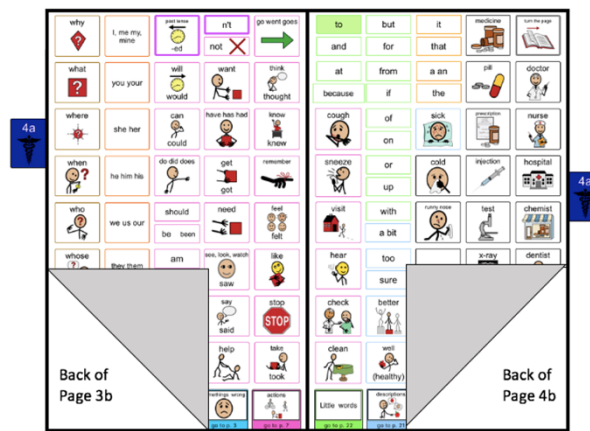 why
I, me my,
mine
past tense
-ed
n't
not
go went goes
what
you your
will
would
want
think
thought
where
she her
can
could
have has had
know
knew
when
he him his
do did does
get
got
remember
who
we us our
should
be been
need
feel
felt
whose
they them
am
see, look, watch
saw
like
say
said
stop
STOP
help
take
took
go to p. 3
actions
go to p. 7
4a
Back of
Page 3b
to
but
it
medicine
turn the page
and
for
that
at
from
a an
pill
doctor
because
if
the
cough
of
on
sick
prescription
nurse
sneeze
or
up
cold
injection
hospital
visit
with
a bit
runny nose
test
chemist
hear
too
sure
x-ray
dentist
check
better
clean
well
(healthy)
Little words
go to p. 22
descriptions
go to p. 21
4a
Back of
Page 4b